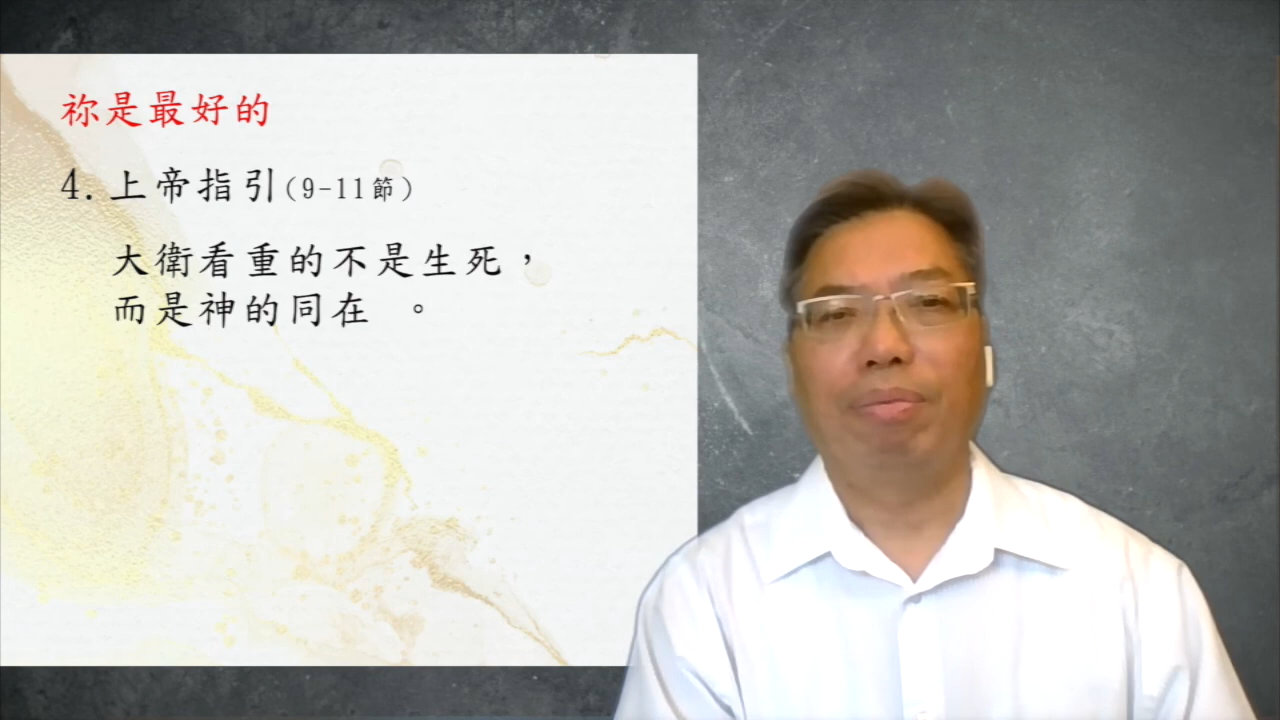 祢是最好的
4.上帝指引(9-11節)
大衛看重的不是生死，
而是神的同在 。